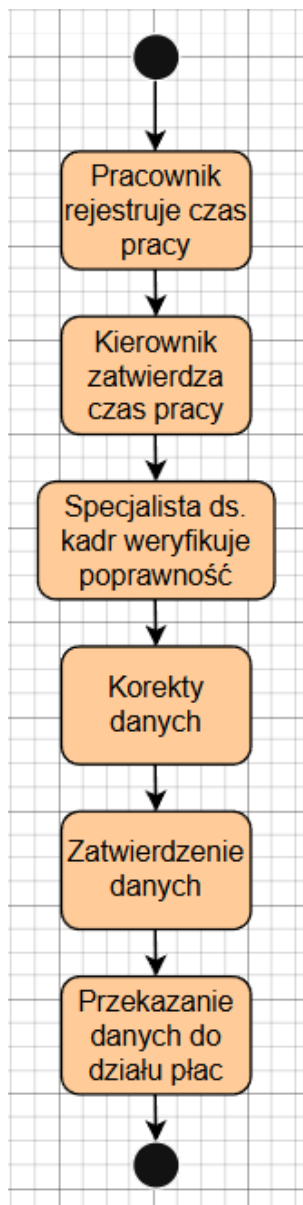 Pracownik
rejestruje czas
pracy
Kierownik
zatwierdza
czas pracy
Specjalista ds.
kadr weryfikuje
poprawność
Korekty
danych
Zatwierdzenie
danych
Przekazanie
danych do
działu płac